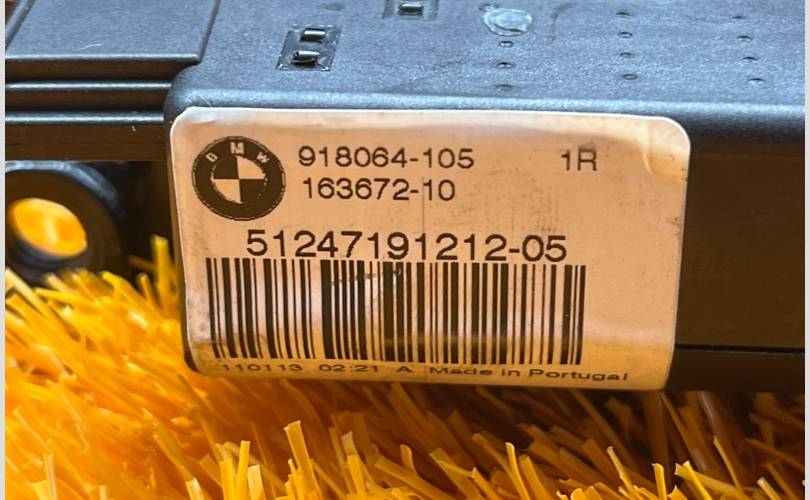 BMW
918064-105 1R
163672-10
51247191212-05
110113 02:21 A Made in Portugal